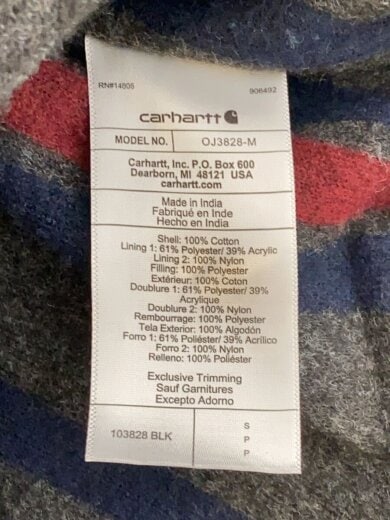 RN#14806
906492
carhartt
MODEL NO. OJ3828-M
Carhartt, Inc. P.O. Box 600
Dearborn, MI 48121 USA
carhartt.com
Made in India
Fabriqué en Inde
Hecho en India
Shell: 100% Cotton
Lining 1: 61% Polyester/ 39% Acrylic
Lining 2: 100% Nylon
Filling: 100% Polyester
Extérieur: 100% Coton
Doublure 1: 61% Polyester/ 39%
Acrylique
Doublure 2: 100% Nylon
Rembourrage: 100% Polyester
Tela Exterior: 100% Algodón
Forro 1: 61% Poliéster/ 39% Acrílico
Forro 2: 100% Nylon
Relleno: 100% Poliéster
Exclusive Trimming
Sauf Garnitures
Excepto Adorno
103828 BLK
S
P
P